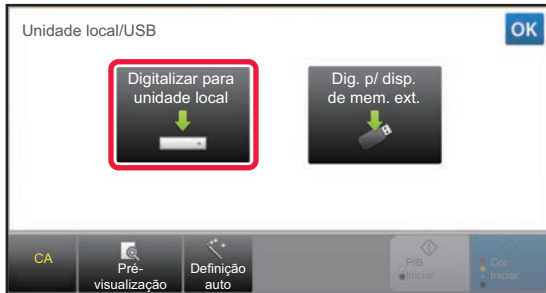 Unidade local/USB
OK
Digitalizar para
unidade local
Dig. p/ disp.
de mem. ext.
CA
Pré-
visualização
Definição
auto
P/B
Iniciar
Cor
Iniciar